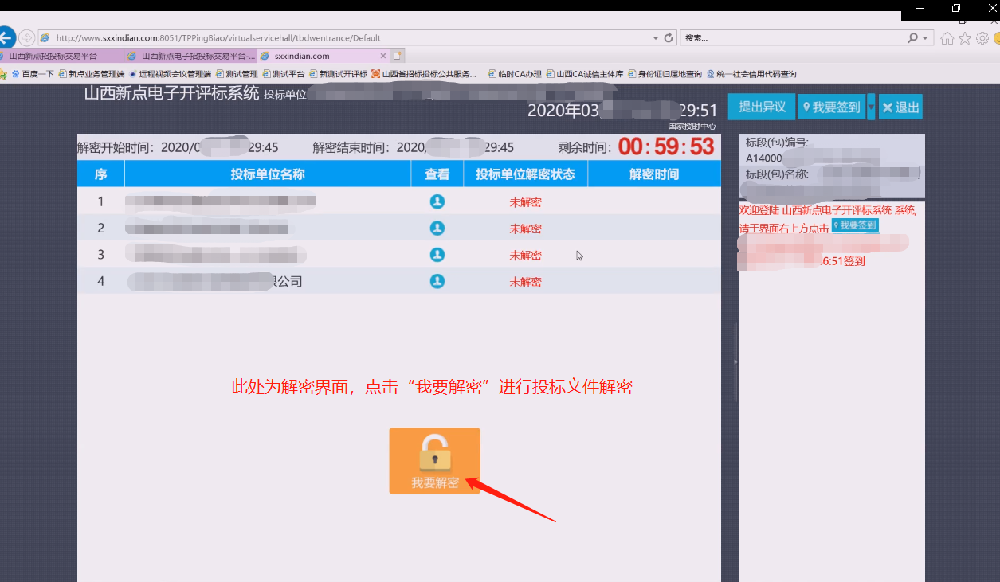 http://www.sxxindian.com:8051/TPPingBiao/virtualservicehall/tbdwentrance/Default
搜索...
山西新点招投标交易平台
山西新点电子招投标交易平台-...
sxxindian.com
百度一下 新点业务管理端 远程视频会议管理端 测试管理 测试平台 新测试开评标 山西省招标投标公共服务... 临时CA办理 山西CA诚信主体库 身份证归属地查询 统一社会信用代码查询
山西新点电子开评标系统 投标单位
2020年03 29:51
国家授时中心
提出异议 我要签到 退出
解密开始时间：2020/0 29:45 解密结束时间：2020/ 29:45 剩余时间：00:59:53
序 投标单位名称 查看 投标单位解密状态 解密时间
1 未解密
2 未解密
3 未解密
4 限公司 未解密
此处为解密界面，点击“我要解密”进行投标文件解密
我要解密
标段(包)编号:
A14000
标段(包)名称:
欢迎登陆 山西新点电子开评标系统 系统,
请于界面右上方点击 我要签到
6:51签到